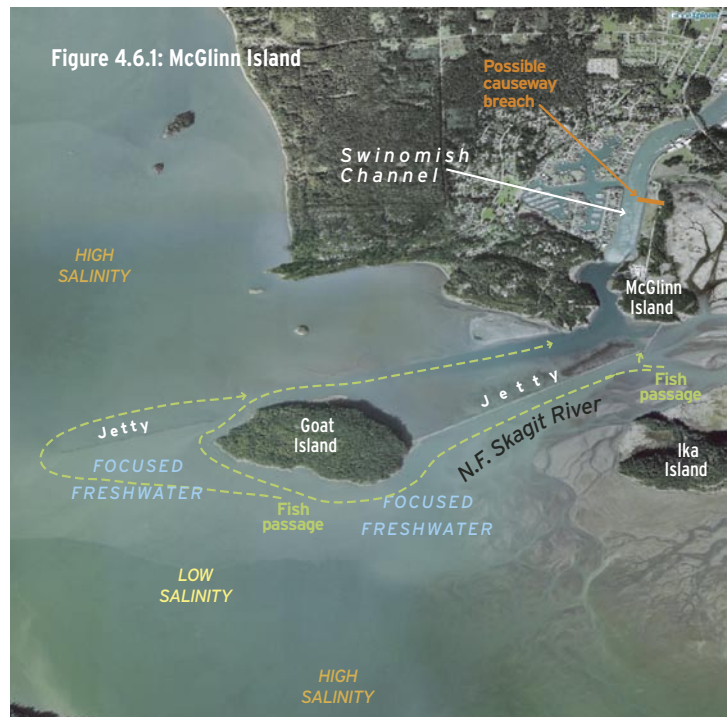 Figure 4.6.1: McGlinn Island
Possible
causeway
breach
Swinomish
Channel
HIGH
SALINITY
McGlinn
Island
Jetty
Fish
passage
Jetty
Goat
Island
N.F. Skagit River
Ika
Island
FOCUSED
FRESHWATER
Fish
passage
FOCUSED
FRESHWATER
LOW
SALINITY
HIGH
SALINITY